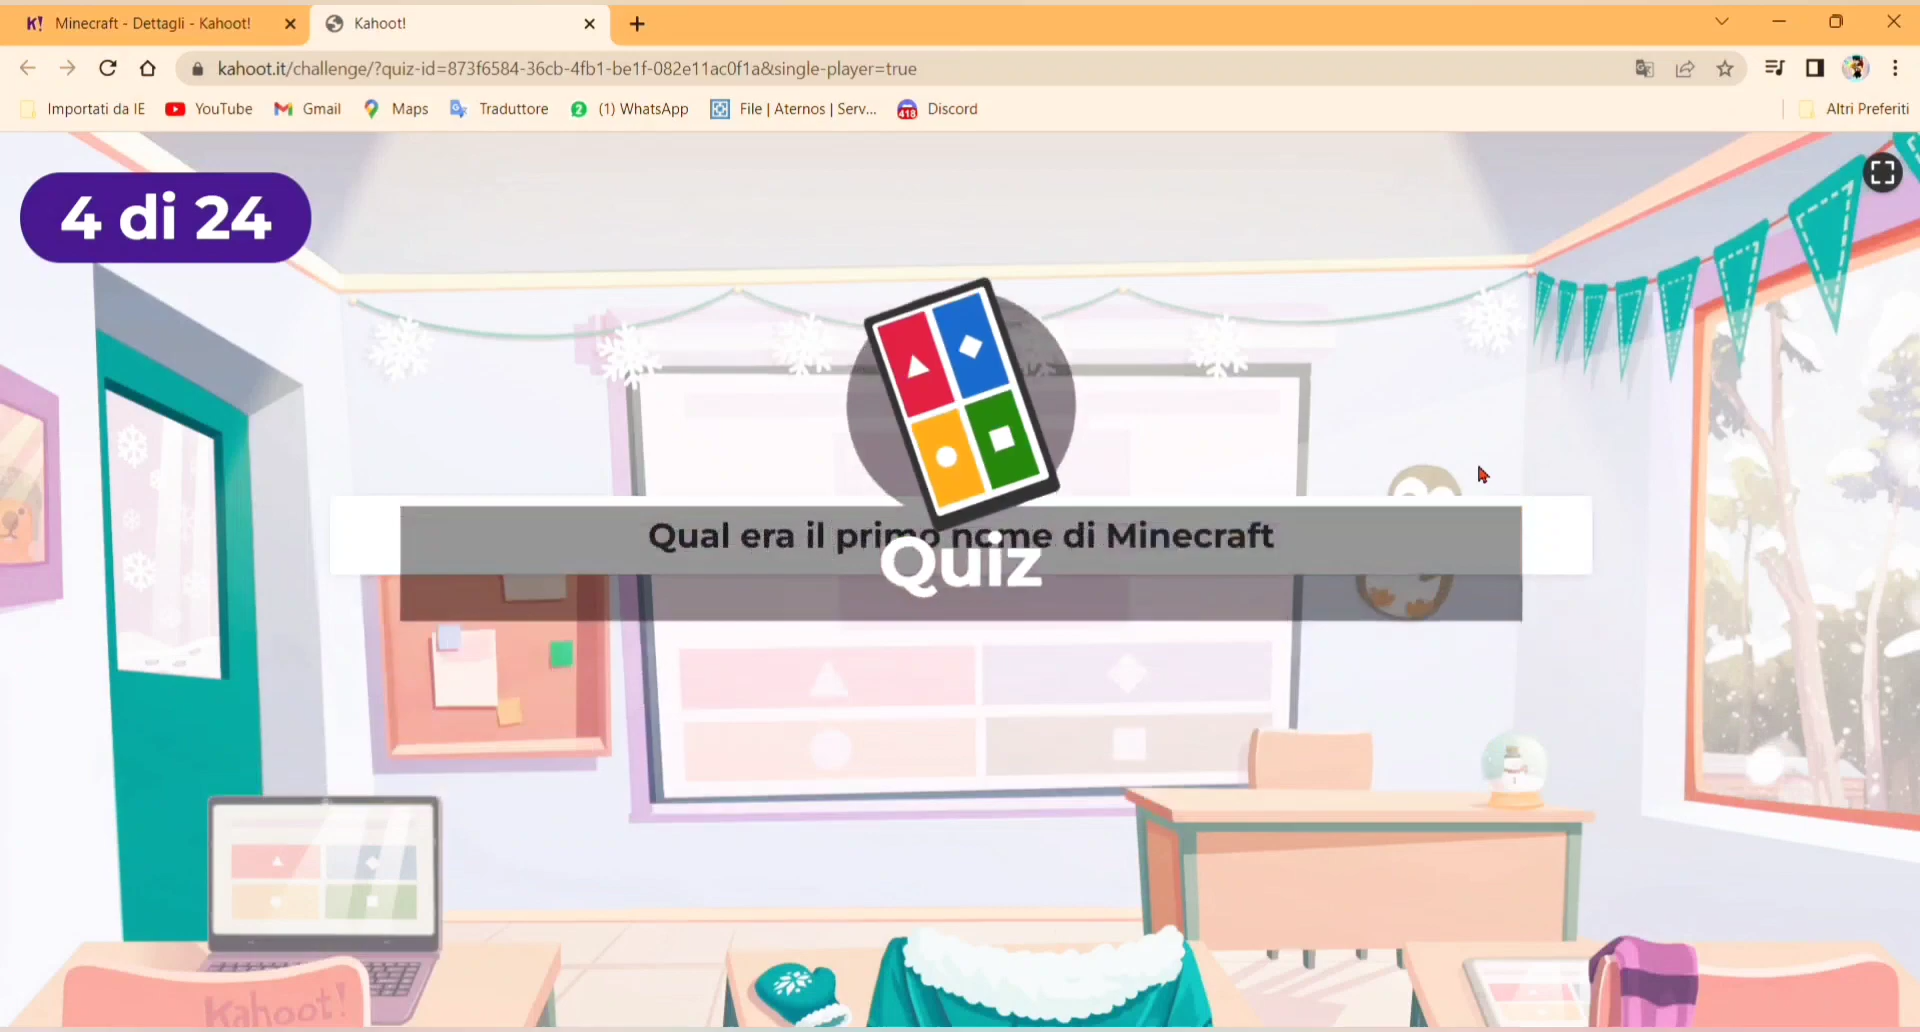 Minecraft - Dettagli - Kahoot!
Kahoot!
kahoot.it/challenge/?quiz-id=873f6584-36cb-4fb1-be1f-082e11ac0f1a&single-player=true
Importati da IE
YouTube
Gmail
Maps
Traduttore
(1) WhatsApp
File | Aternos | Serv...
418
Discord
Altri Preferiti
4 di 24
Qual era il primo nome di Minecraft
Quiz
Kahoot!